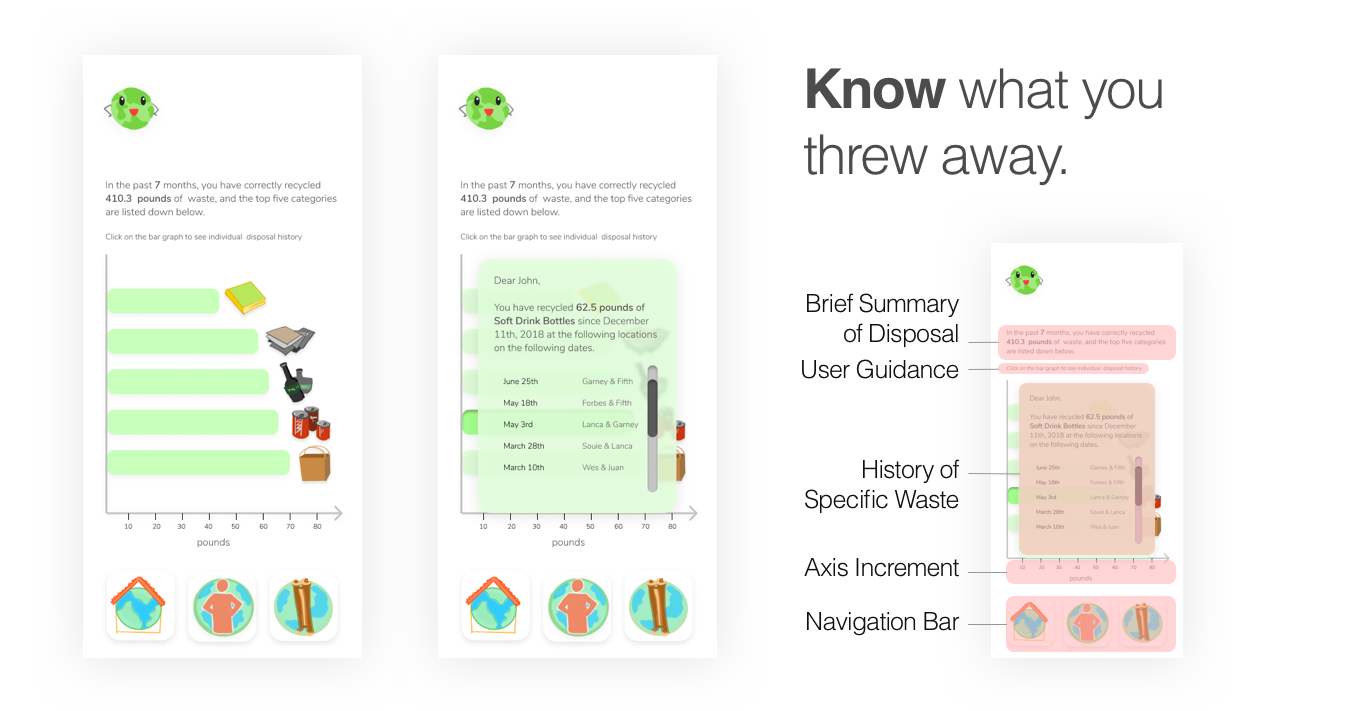 In the past 7 months, you have correctly recycled
410.3 pounds of waste, and the top five categories
are listed down below.
Click on the bar graph to see individual disposal history
10 20 30 40 50 60 70 80
pounds
In the past 7 months, you have correctly recycled
410.3 pounds of waste, and the top five categories
are listed down below.
Click on the bar graph to see individual disposal history
Dear John,
You have recycled 62.5 pounds of
Soft Drink Bottles since December
11th, 2018 at the following locations
on the following dates.
June 25th Garney & Fifth
May 18th Forbes & Fifth
May 3rd Lanca & Garney
March 28th Souie & Lanca
March 10th Wes & Juan
10 20 30 40 50 60 70 80
pounds
Know what you
threw away.
Brief Summary
of Disposal
User Guidance
History of
Specific Waste
Axis Increment
Navigation Bar
In the past 7 months, you have correctly recycled
410.3 pounds of waste, and the top five categories
are listed down below.
Click on the bar graph to see individual disposal history
Dear John,
You have recycled 62.5 pounds of
Soft Drink Bottles since December
11th, 2018 at the following locations
on the following dates.
June 25th Garney & Fifth
May 18th Forbes & Fifth
May 3rd Lanca & Garney
March 28th Souie & Lanca
March 10th Wes & Juan
10 20 30 40 50 60 70 80
pounds